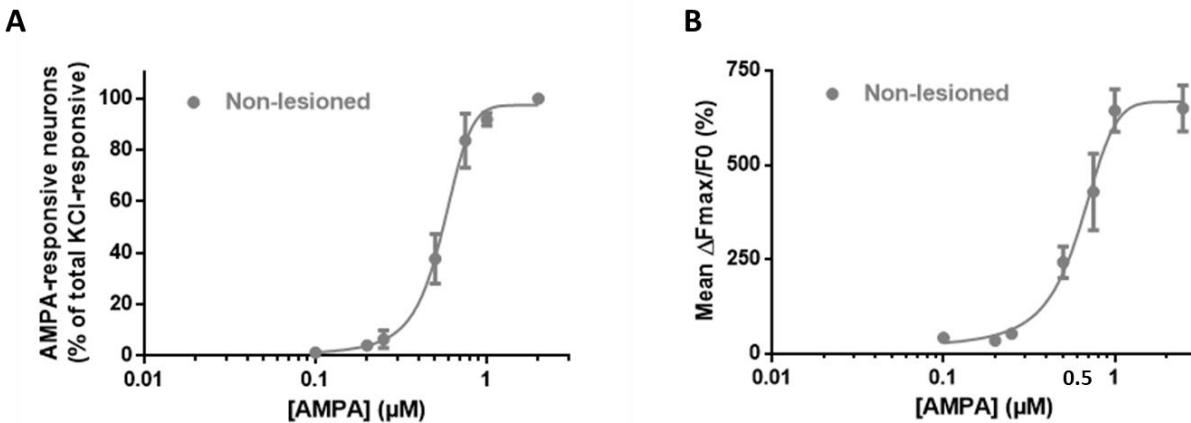 A
AMPA-responsive neurons
(% of total KCl-responsive)
100
80
60
40
20
0
Non-lesioned
0.01
0.1
1
[AMPA] (µM)
B
Mean ΔFmax/F0 (%)
750
500
250
0
Non-lesioned
0.01
0.1
0.5
1
[AMPA] (µM)